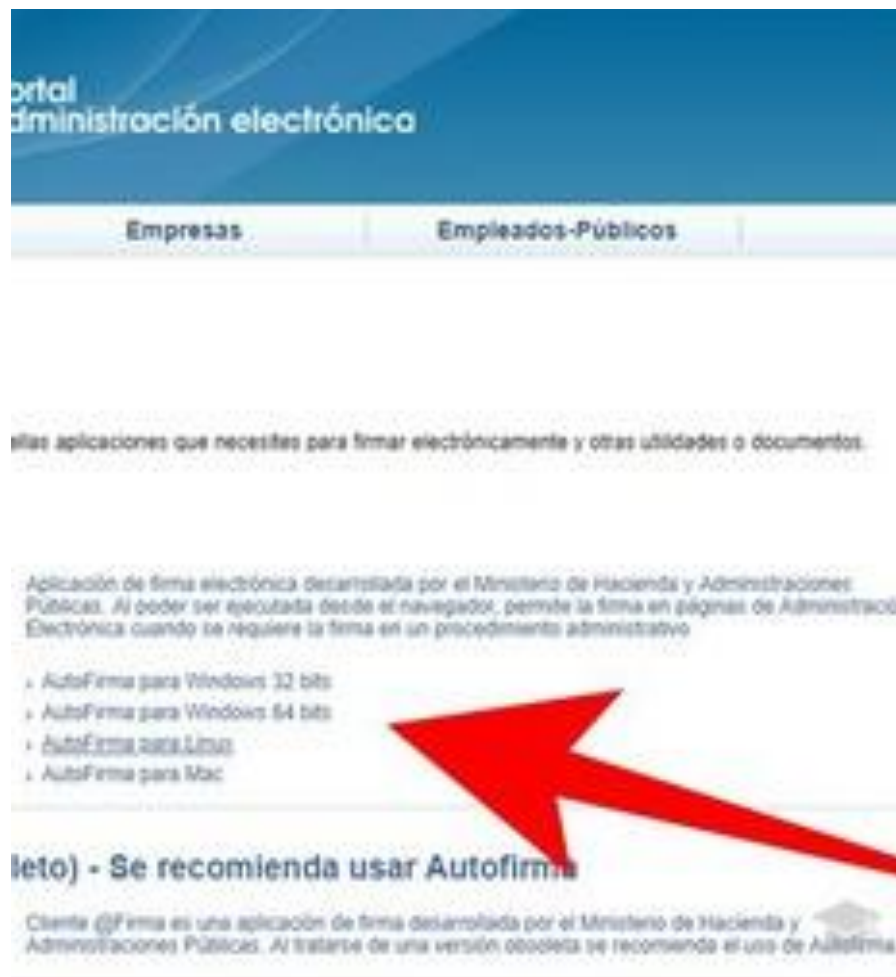 ortal
dministración electrónica
Empresas Empleados-Públicos
ellas aplicaciones que necesites para firmar electrónicamente y otras utilidades o documentos.
Aplicación de firma electrónica desarrollada por el Ministerio de Hacienda y Administraciones
Públicas. Al poder ser ejecutada desde el navegador, permite la firma en páginas de Administració
Electrónica cuando se requiere la firma en un procedimiento administrativo
AutoFirma para Windows 32 bits
AutoFirma para Windows 64 bits
AutoFirma para Linux
AutoFirma para Mac
leto) - Se recomienda usar Autofirma
Cliente @Firma es una aplicación de firma desarrollada por el Ministerio de Hacienda y
Administraciones Públicas. Al tratarse de una versión obsoleta se recomienda el uso de Autofirma